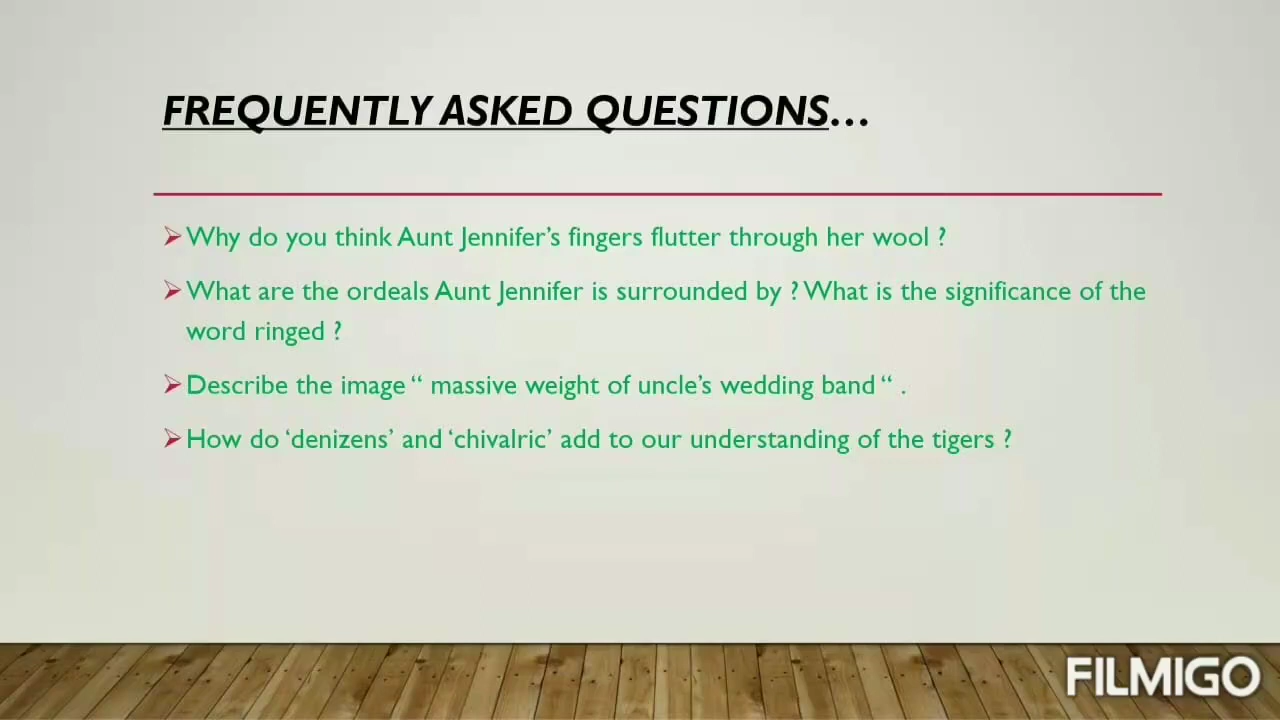 FREQUENTLY ASKED QUESTIONS...
Why do you think Aunt Jennifer’s fingers flutter through her wool ?
What are the ordeals Aunt Jennifer is surrounded by ? What is the significance of the
word ringed ?
Describe the image “ massive weight of uncle’s wedding band “ .
How do ‘denizens’ and ‘chivalric’ add to our understanding of the tigers ?
FILMIGO